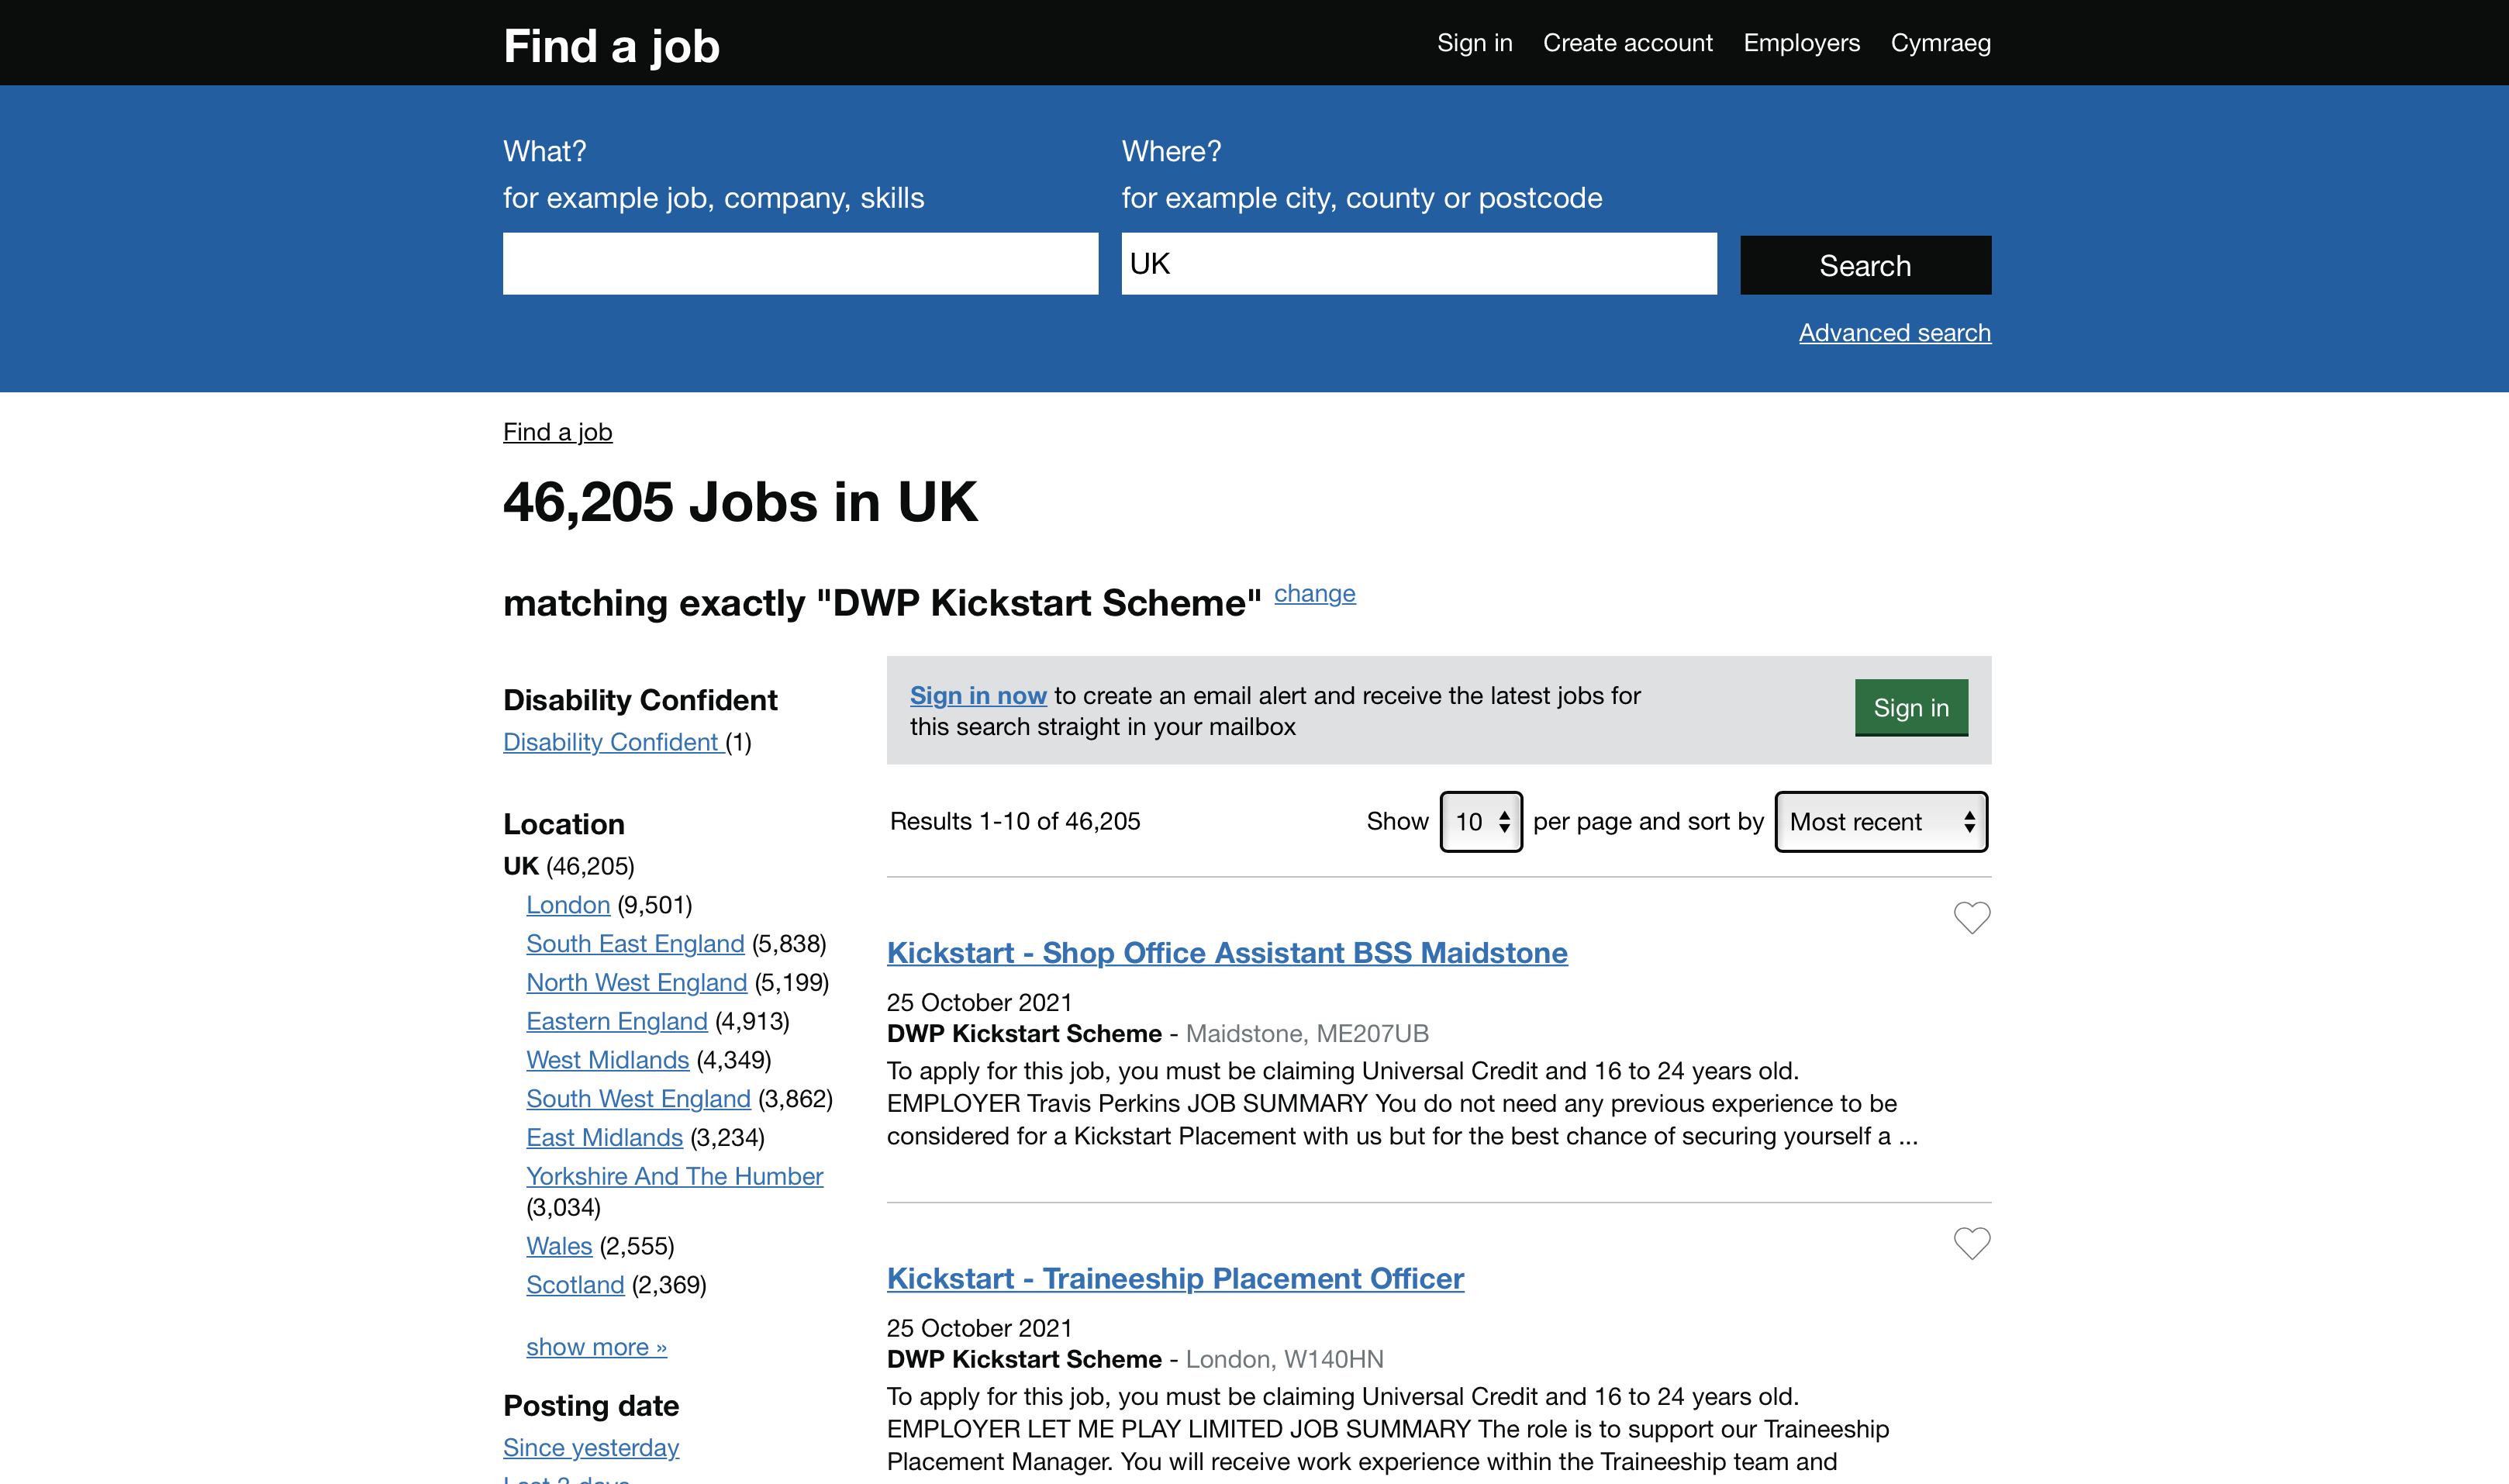 Find a job
Sign in
Create account
Employers
Cymraeg
What?
for example job, company, skills
Where?
for example city, county or postcode
UK
Search
Advanced search
Find a job
46,205 Jobs in UK
matching exactly "DWP Kickstart Scheme" change
Disability Confident
Disability Confident (1)
Location
UK (46,205)
London (9,501)
South East England (5,838)
North West England (5,199)
Eastern England (4,913)
West Midlands (4,349)
South West England (3,862)
East Midlands (3,234)
Yorkshire And The Humber
(3,034)
Wales (2,555)
Scotland (2,369)
show more »
Posting date
Since yesterday
Last 3 days
Sign in now to create an email alert and receive the latest jobs for
this search straight in your mailbox
Sign in
Results 1-10 of 46,205
Show 10 per page and sort by Most recent
Kickstart - Shop Office Assistant BSS Maidstone
25 October 2021
DWP Kickstart Scheme - Maidstone, ME207UB
To apply for this job, you must be claiming Universal Credit and 16 to 24 years old.
EMPLOYER Travis Perkins JOB SUMMARY You do not need any previous experience to be
considered for a Kickstart Placement with us but for the best chance of securing yourself a ...
Kickstart - Traineeship Placement Officer
25 October 2021
DWP Kickstart Scheme - London, W140HN
To apply for this job, you must be claiming Universal Credit and 16 to 24 years old.
EMPLOYER LET ME PLAY LIMITED JOB SUMMARY The role is to support our Traineeship
Placement Manager. You will receive work experience within the Traineeship team and